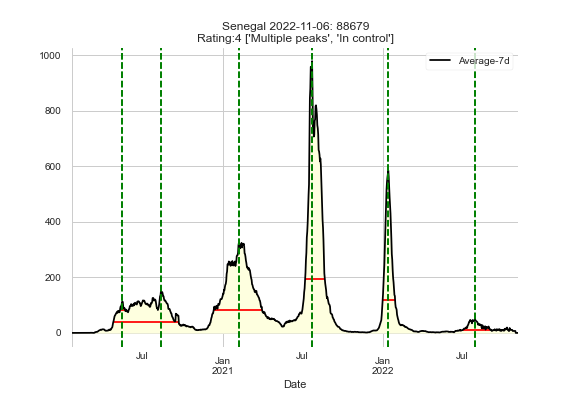 Senegal 2022-11-06: 88679
Rating:4 ['Multiple peaks', 'In control']
Average-7d
1000
800
600
400
200
0
Jul
Jan
2021
Jul
Jan
2022
Jul
Date